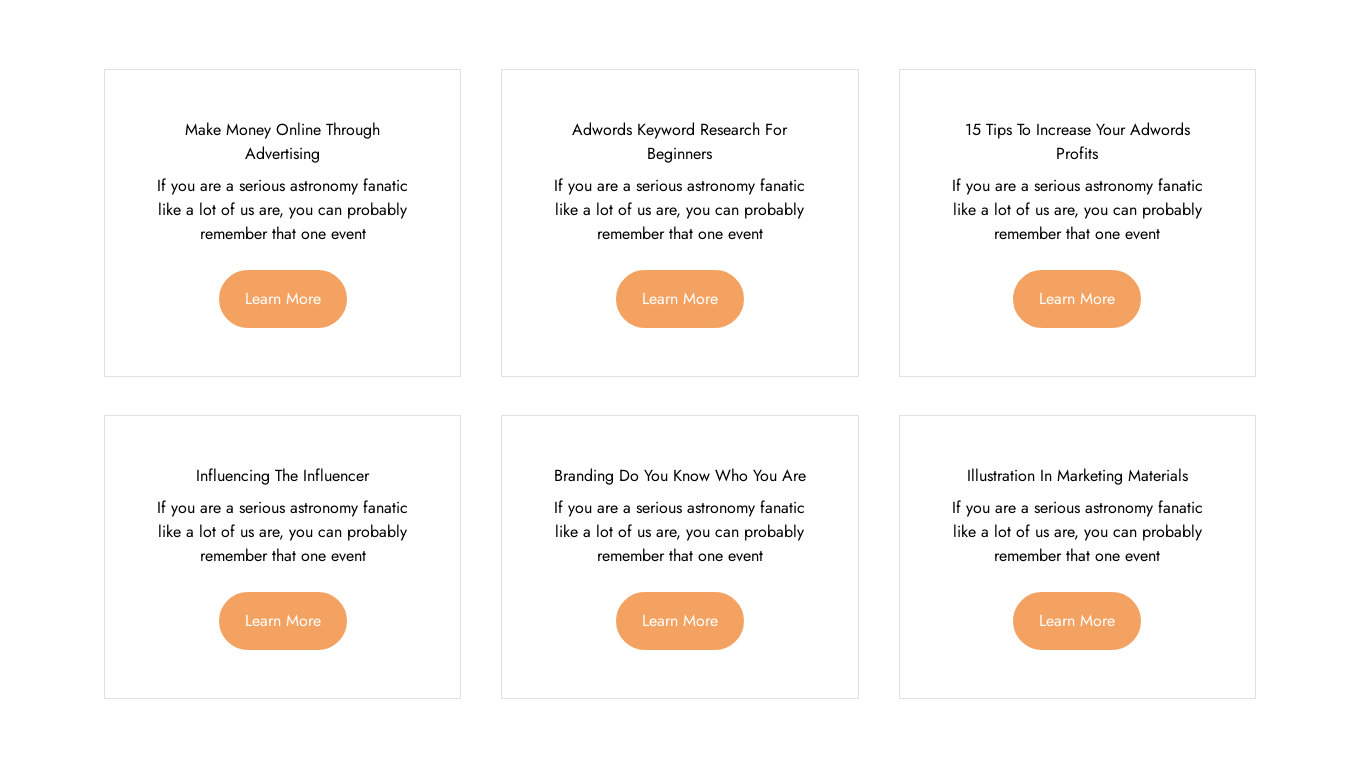 Make Money Online Through
Advertising
If you are a serious astronomy fanatic
like a lot of us are, you can probably
remember that one event
Learn More
Adwords Keyword Research For
Beginners
If you are a serious astronomy fanatic
like a lot of us are, you can probably
remember that one event
Learn More
15 Tips To Increase Your Adwords
Profits
If you are a serious astronomy fanatic
like a lot of us are, you can probably
remember that one event
Learn More
Influencing The Influencer
If you are a serious astronomy fanatic
like a lot of us are, you can probably
remember that one event
Learn More
Branding Do You Know Who You Are
If you are a serious astronomy fanatic
like a lot of us are, you can probably
remember that one event
Learn More
Illustration In Marketing Materials
If you are a serious astronomy fanatic
like a lot of us are, you can probably
remember that one event
Learn More